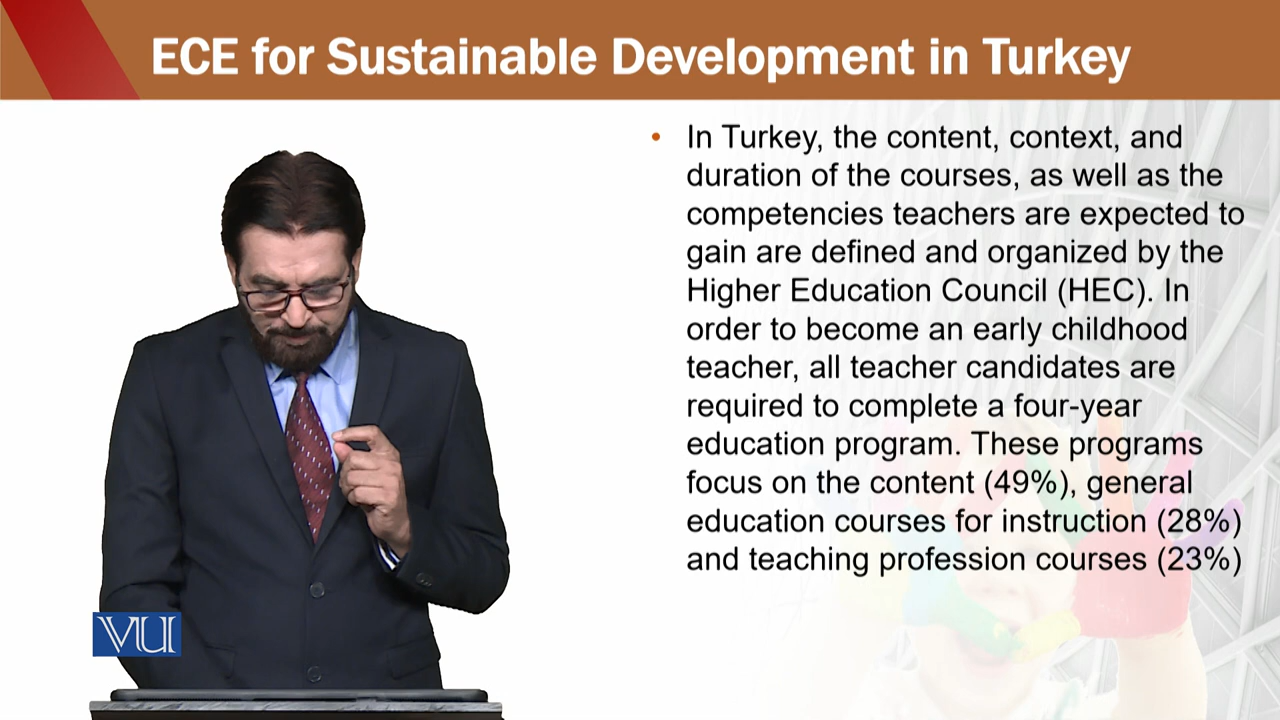 ECE for Sustainable Development in Turkey
• In Turkey, the content, context, and
duration of the courses, as well as the
competencies teachers are expected to
gain are defined and organized by the
Higher Education Council (HEC). In
order to become an early childhood
teacher, all teacher candidates are
required to complete a four-year
education program. These programs
focus on the content (49%), general
education courses for instruction (28%)
and teaching profession courses (23%)
VU